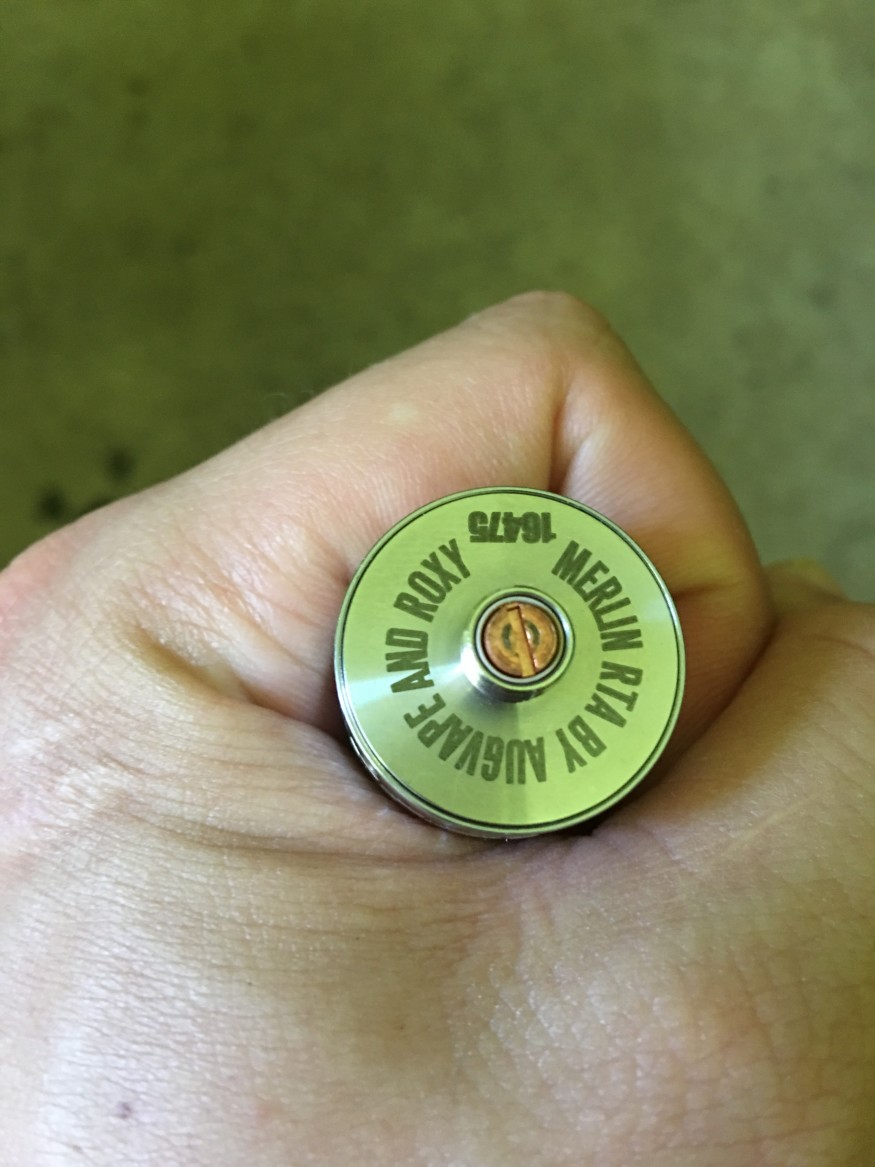 MERLIN RTA BY AUGVAPE AND ROXY
16475